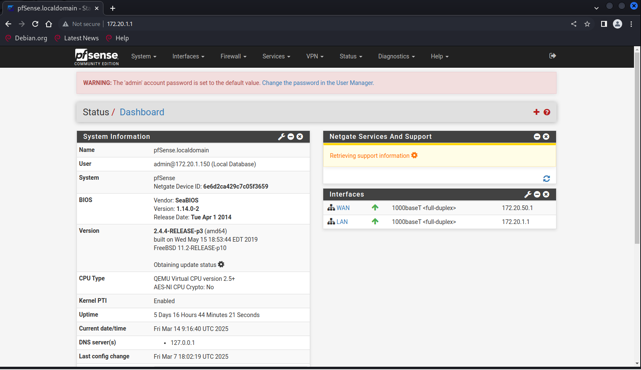 pfSense.localdomain - Sta
Not secure | 172.20.1.1
Debian.org Latest News Help
pfsense
COMMUNITY EDITION
System Interfaces Firewall Services VPN Status Diagnostics Help
WARNING: The 'admin' account password is set to the default value. Change the password in the User Manager.
Status / Dashboard
System Information
Name pfSense.localdomain
User admin@172.20.1.150 (Local Database)
System pfSense
Netgate Device ID: 6e6d2ca429c7c05f3659
BIOS Vendor: SeaBIOS
Version: 1.14.0-2
Release Date: Tue Apr 1 2014
Version 2.4.4-RELEASE-p3 (amd64)
built on Wed May 15 18:53:44 EDT 2019
FreeBSD 11.2-RELEASE-p10
Obtaining update status
CPU Type QEMU Virtual CPU version 2.5+
AES-NI CPU Crypto: No
Kernel PTI Enabled
Uptime 5 Days 16 Hours 44 Minutes 21 Seconds
Current date/time Fri Mar 14 9:16:40 UTC 2025
DNS server(s) • 127.0.0.1
Last config change Fri Mar 7 18:02:19 UTC 2025
Netgate Services And Support
Retrieving support information
Interfaces
WAN 1000baseT <full-duplex> 172.20.50.1
LAN 1000baseT <full-duplex> 172.20.1.1